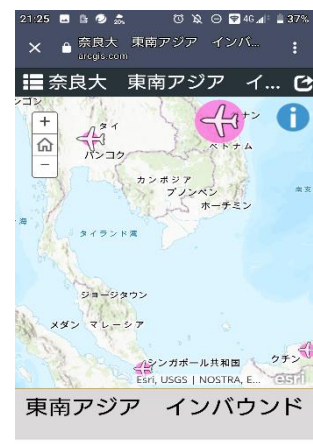 21:25 4G 37%
奈良大 東南アジア インバ...
arcgis.com
奈良大 東南アジア イ...
タイ
バンコク
ベトナム
カンボジア
プノンペン
ホーチミン
タイランド湾
ジョージタウン
メダン マレーシア
シンガポール共和国
クチン
Esri, USGS | NOSTRA, E...
esri
東南アジア インバウンド